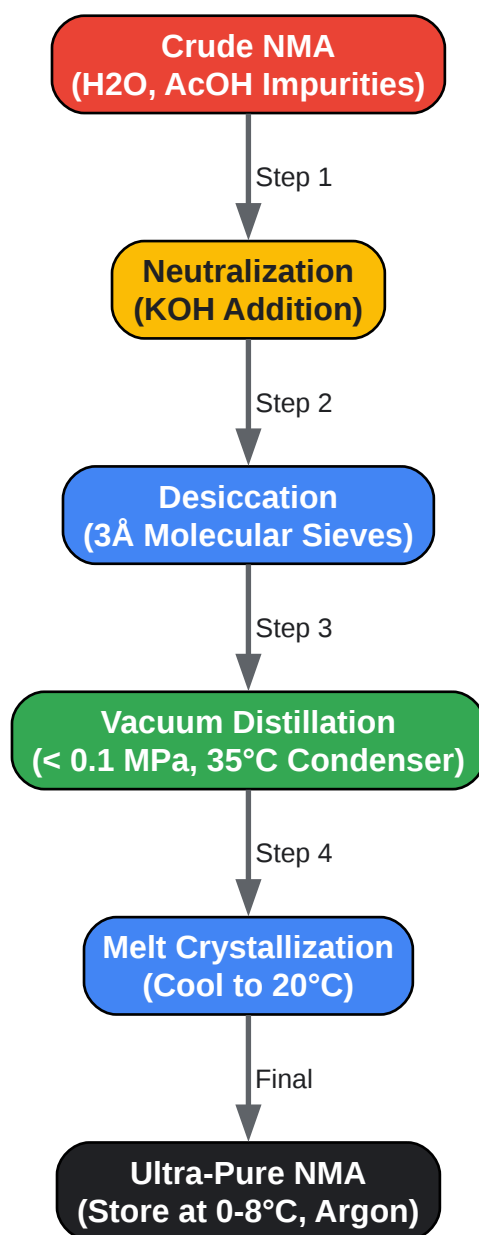 Crude NMA
(H2O, AcOH Impurities)
Step 1
Neutralization
(KOH Addition)
Step 2
Desiccation
(3Å Molecular Sieves)
Step 3
Vacuum Distillation
(< 0.1 MPa, 35°C Condenser)
Step 4
Melt Crystallization
(Cool to 20°C)
Final
Ultra-Pure NMA
(Store at 0-8°C, Argon)